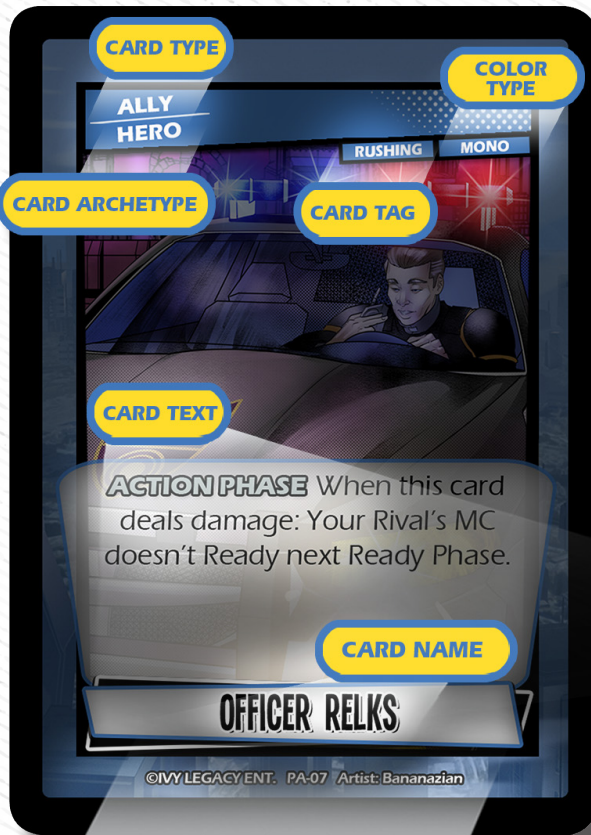 CARD TYPE
COLOR
TYPE
ALLY
HERO
RUSHING
MONO
CARD ARCHETYPE
CARD TAG
CARD TEXT
ACTION PHASE When this card
deals damage: Your Rival's MC
doesn't Ready next Ready Phase.
CARD NAME
OFFICER RELKS
©IVY LEGACY ENT. PA-07 Artist: Bananazian